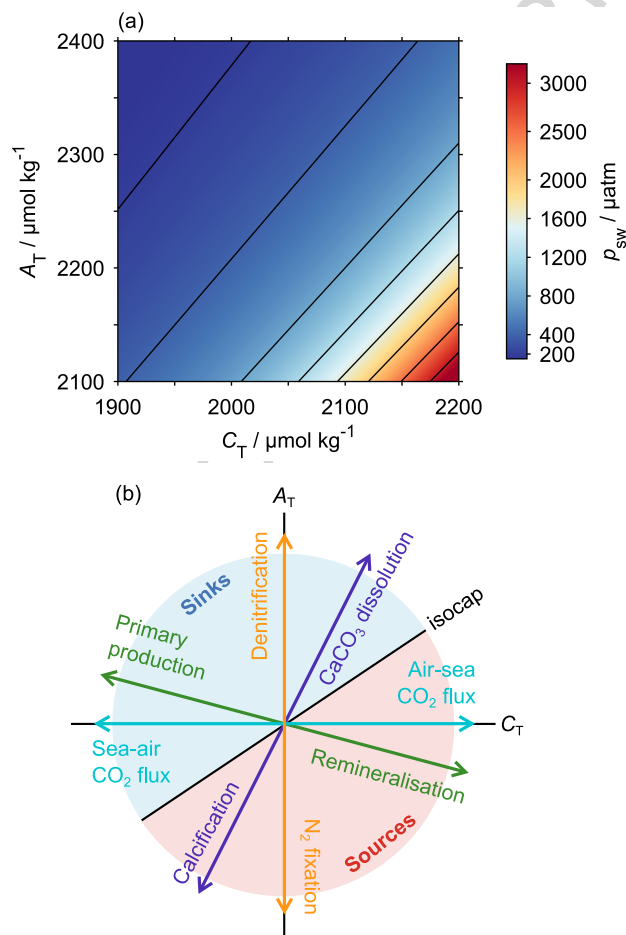 (a)
2400
2300
2200
2100
A_T / µmol kg⁻¹
1900
2000
2100
2200
C_T / µmol kg⁻¹
3000
2500
2000
1600
1200
800
400
200
p_sw / µatm
(b)
A_T
Denitrification
CaCO₃ dissolution
isocap
Sinks
Primary
production
Air-sea
CO₂ flux
C_T
Sea-air
CO₂ flux
Remineralisation
Calcification
N₂ fixation
Sources